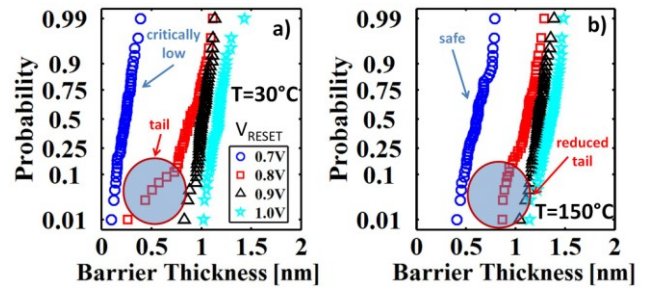 a)
0.99
0.9
0.75
0.5
0.25
0.1
0.01
Probability
critically
low
T=30°C
tail
V_RESET
0.7V
0.8V
0.9V
1.0V
0 0.5 1 1.5 2
Barrier Thickness [nm]
b)
0.99
0.9
0.75
0.5
0.25
0.1
0.01
Probability
safe
reduced
tail
T=150°C
0 0.5 1 1.5 2
Barrier Thickness [nm]